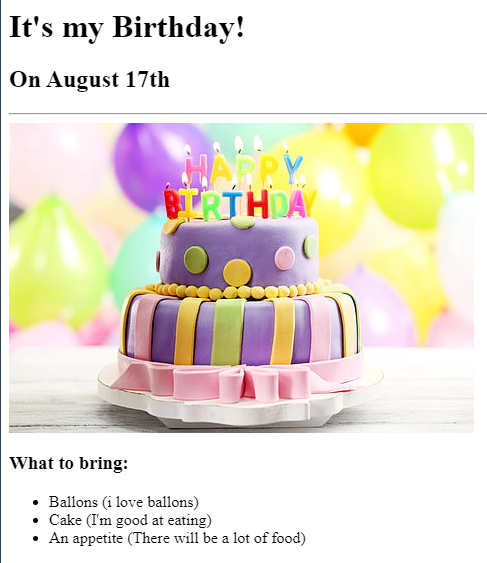 It's my Birthday!
On August 17th
HAPPY
BIRTHDAY
What to bring:
Ballons (i love ballons)
Cake (I'm good at eating)
An appetite (There will be a lot of food)